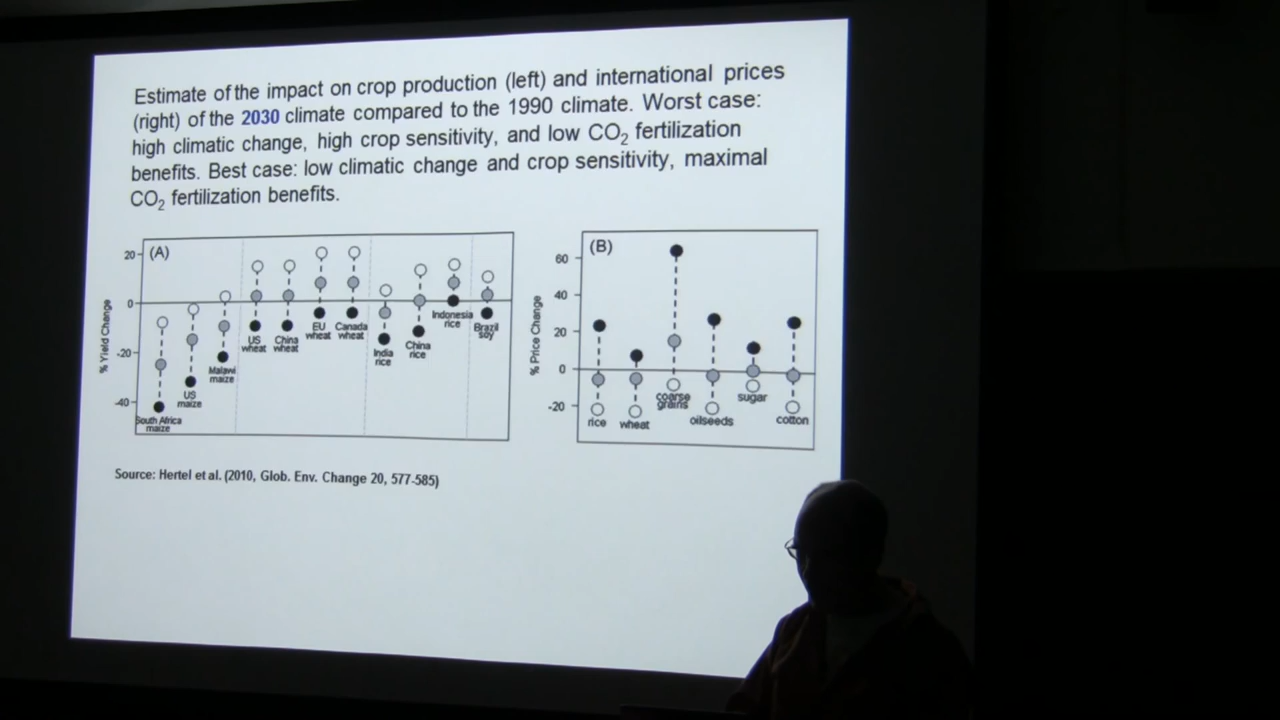 Estimate of the impact on crop production (left) and international prices
(right) of the 2030 climate compared to the 1990 climate. Worst case:
high climatic change, high crop sensitivity, and low CO2 fertilization
benefits. Best case: low climatic change and crop sensitivity, maximal
CO2 fertilization benefits.
(A)
% Yield Change
20
0
-20
-40
South Africa
maize
US
maize
Malawi
maize
US
wheat
China
wheat
EU
wheat
Canada
wheat
India
rice
China
rice
Indonesia
rice
Brazil
soy
(B)
% Price Change
60
40
20
0
-20
rice
wheat
coarse
grains
oilseeds
sugar
cotton
Source: Hertel et al. (2010, Glob. Env. Change 20, 577-585)